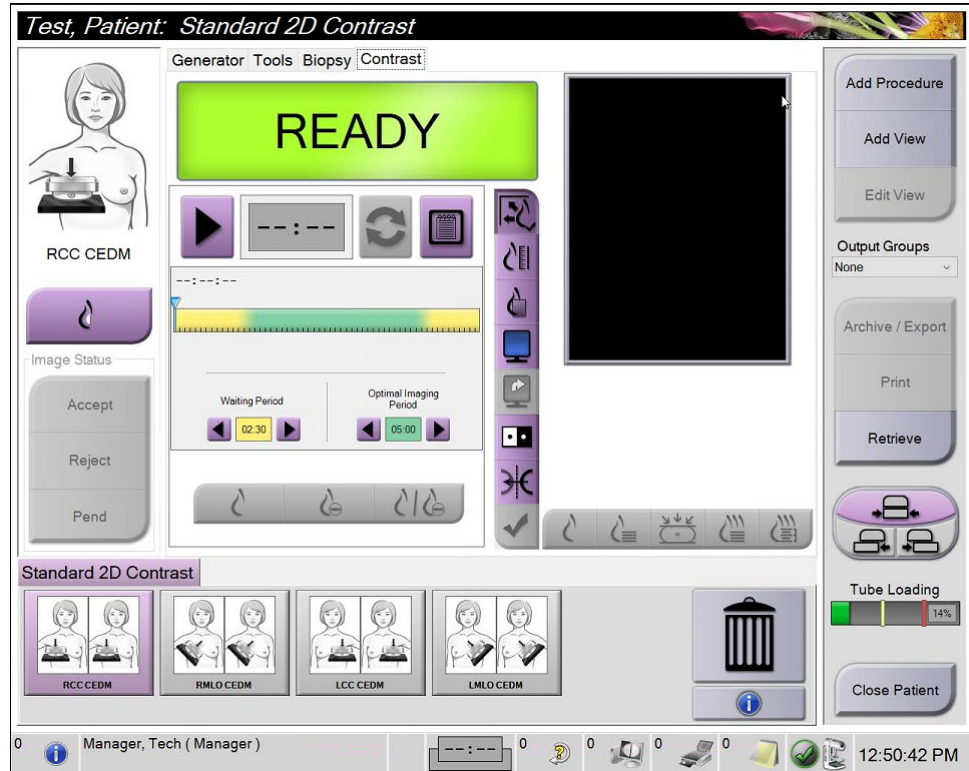 Test, Patient: Standard 2D Contrast
Generator Tools Biopsy Contrast
READY
--:--
--:--:--
Waiting Period
Optimal Imaging
Period
02:30
05:00
RCC CEDM
Image Status
Accept
Reject
Pend
Add Procedure
Add View
Edit View
Output Groups
None
Archive / Export
Print
Retrieve
Tube Loading
14%
Close Patient
Standard 2D Contrast
RCC CEDM
RMLO CEDM
LCC CEDM
LMLO CEDM
0
Manager, Tech ( Manager )
--:--
0
0
0
0
12:50:42 PM